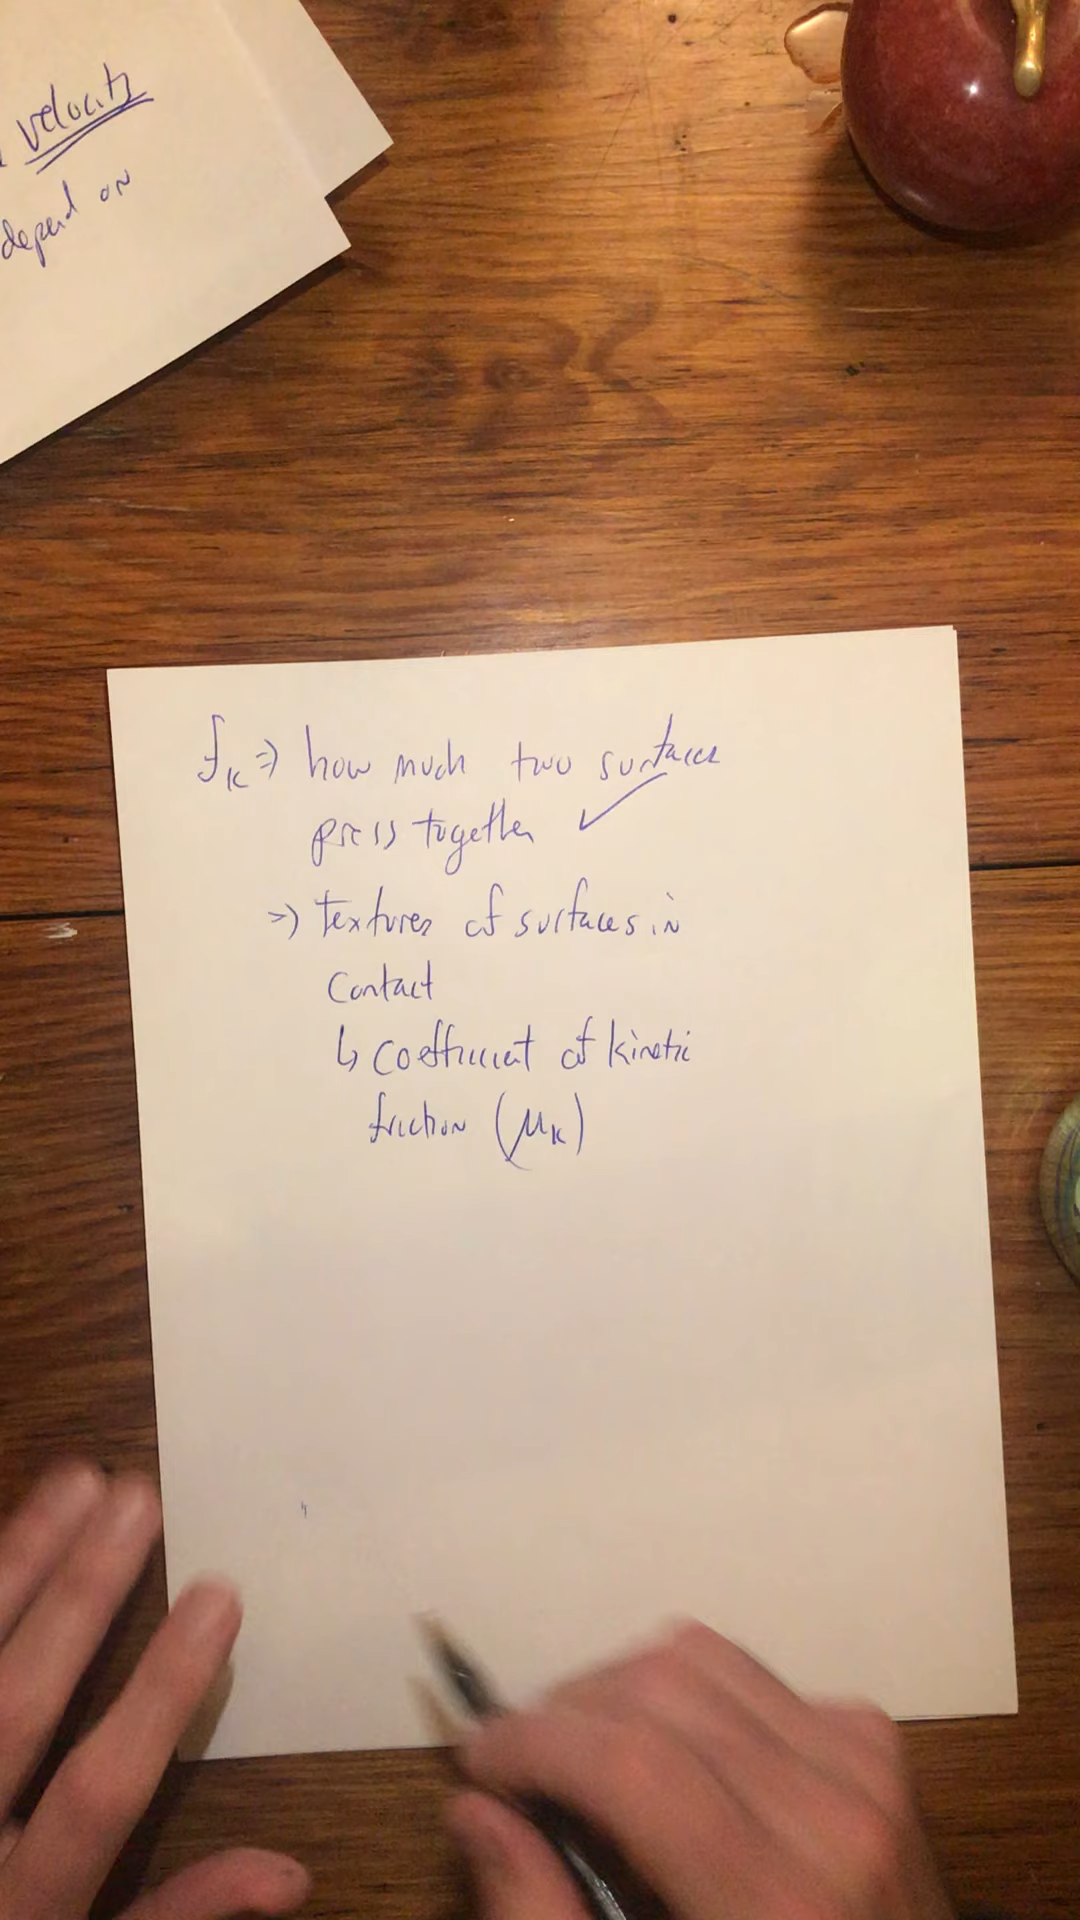 velocity
depend on
fₖ ⇒ how much two surfaces
press together ✓
⇒ textures of surfaces in
contact
↳ coefficient of kinetic
friction (μₖ)